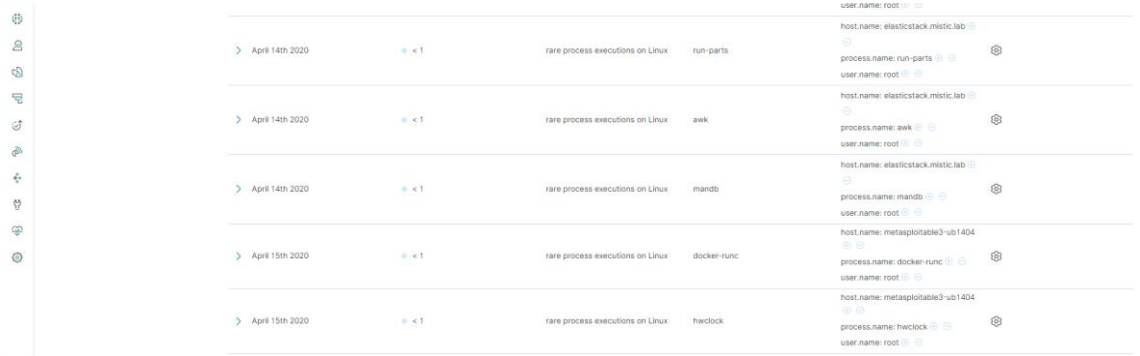 user.name: root
host.name: elasticstack.mistic.lab
April 14th 2020 < 1 rare process executions on Linux run-parts
process.name: run-parts
user.name: root
host.name: elasticstack.mistic.lab
April 14th 2020 < 1 rare process executions on Linux awk
process.name: awk
user.name: root
host.name: elasticstack.mistic.lab
April 14th 2020 < 1 rare process executions on Linux mandb
process.name: mandb
user.name: root
host.name: metasploitable3-ub1404
April 15th 2020 < 1 rare process executions on Linux docker-runc
process.name: docker-runc
user.name: root
host.name: metasploitable3-ub1404
April 15th 2020 < 1 rare process executions on Linux hwclock
process.name: hwclock
user.name: root